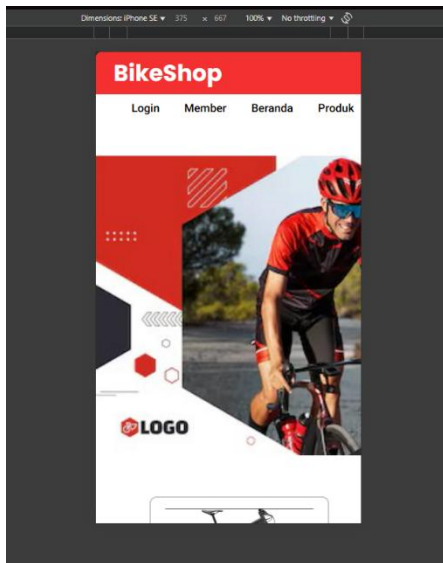 Dimensions: iPhone SE ▼ 375 x 667 100% ▼ No throttling ▼
BikeShop
Login Member Beranda Produk
LOGO